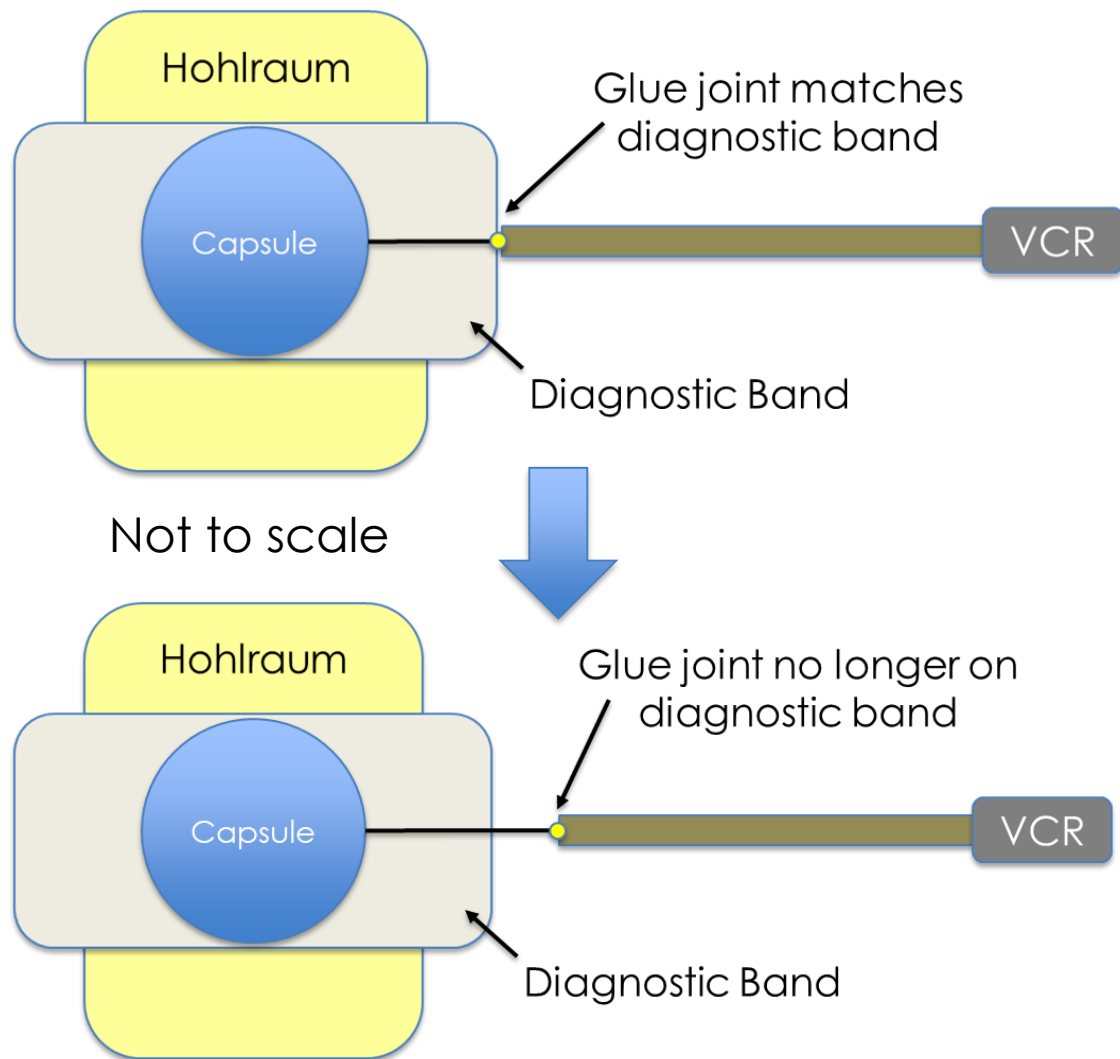 Hohlraum
Glue joint matches
diagnostic band
Capsule
VCR
Diagnostic Band
Not to scale
Hohlraum
Glue joint no longer on
diagnostic band
Capsule
VCR
Diagnostic Band